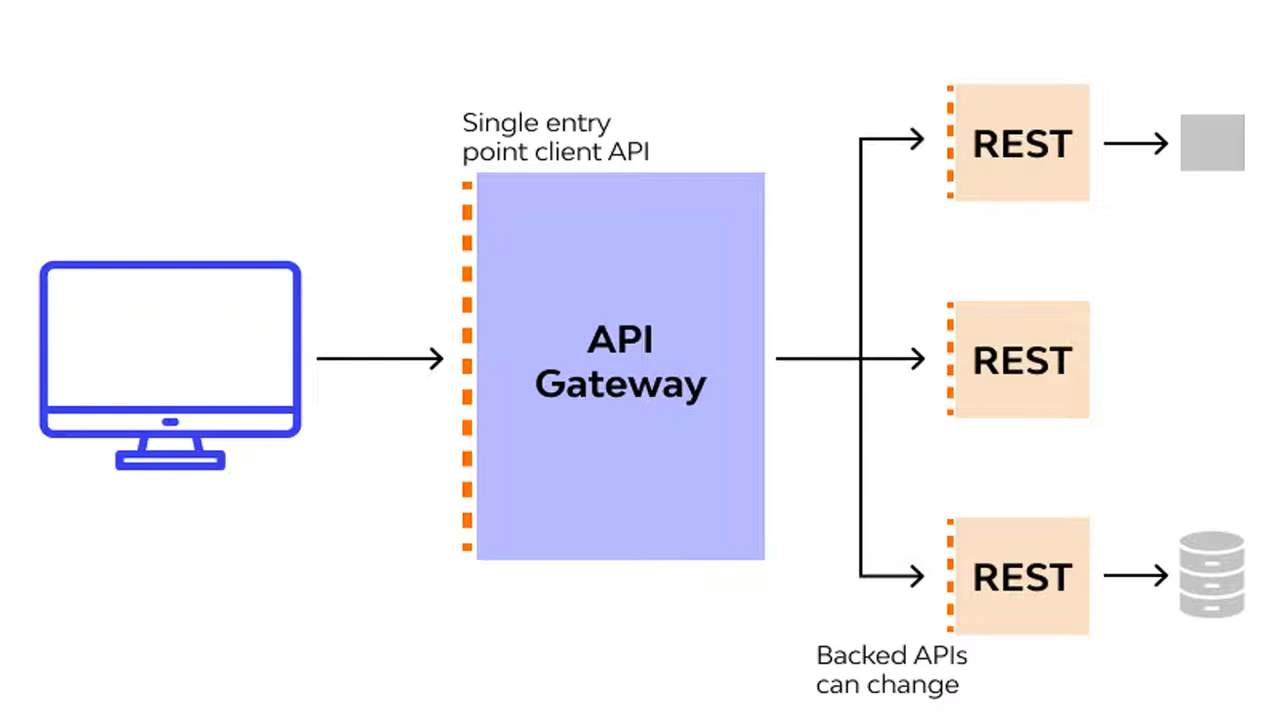 Single entry
point client API
API
Gateway
REST
REST
REST
Backed APIs
can change